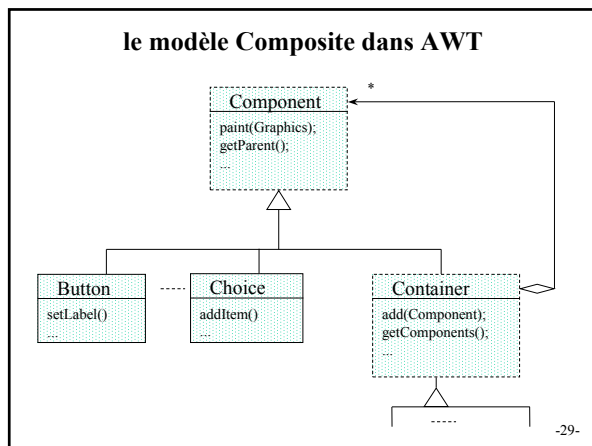 le modèle Composite dans AWT
*
Component
paint(Graphics);
getParent();
...
Button
setLabel()
...
Choice
addItem()
...
Container
add(Component);
getComponents();
...
-29-